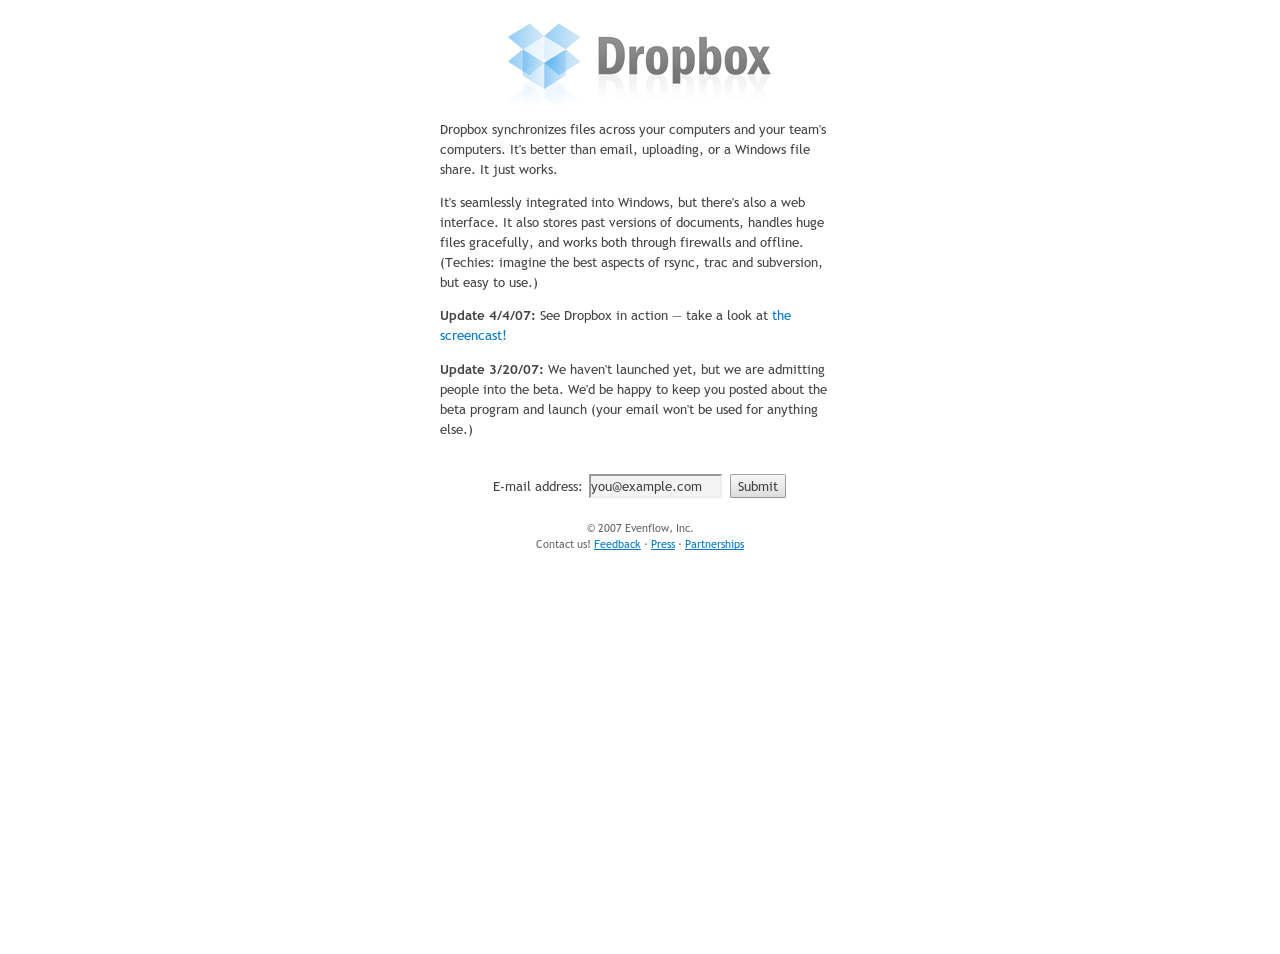 Dropbox
Dropbox synchronizes files across your computers and your team's
computers. It's better than email, uploading, or a Windows file
share. It just works.
It's seamlessly integrated into Windows, but there's also a web
interface. It also stores past versions of documents, handles huge
files gracefully, and works both through firewalls and offline.
(Techies: imagine the best aspects of rsync, trac and subversion,
but easy to use.)
Update 4/4/07: See Dropbox in action — take a look at the
screencast!
Update 3/20/07: We haven't launched yet, but we are admitting
people into the beta. We'd be happy to keep you posted about the
beta program and launch (your email won't be used for anything
else.)
E-mail address: you@example.com Submit
© 2007 Evenflow, Inc.
Contact us! Feedback · Press · Partnerships